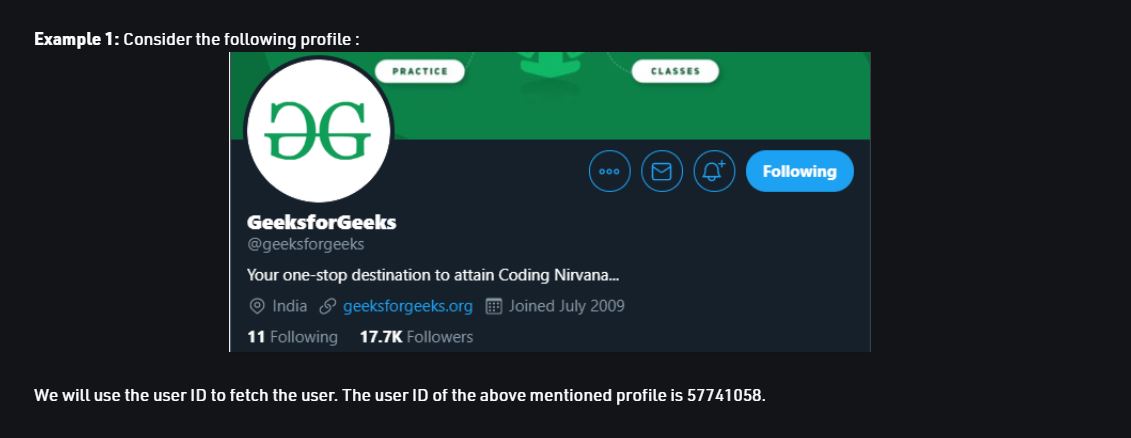 Example 1: Consider the following profile :
PRACTICE
CLASSES
GG
Following
GeeksforGeeks
@geeksforgeeks
Your one-stop destination to attain Coding Nirvana...
India geeksforgeeks.org Joined July 2009
11 Following 17.7K Followers
We will use the user ID to fetch the user. The user ID of the above mentioned profile is 57741058.